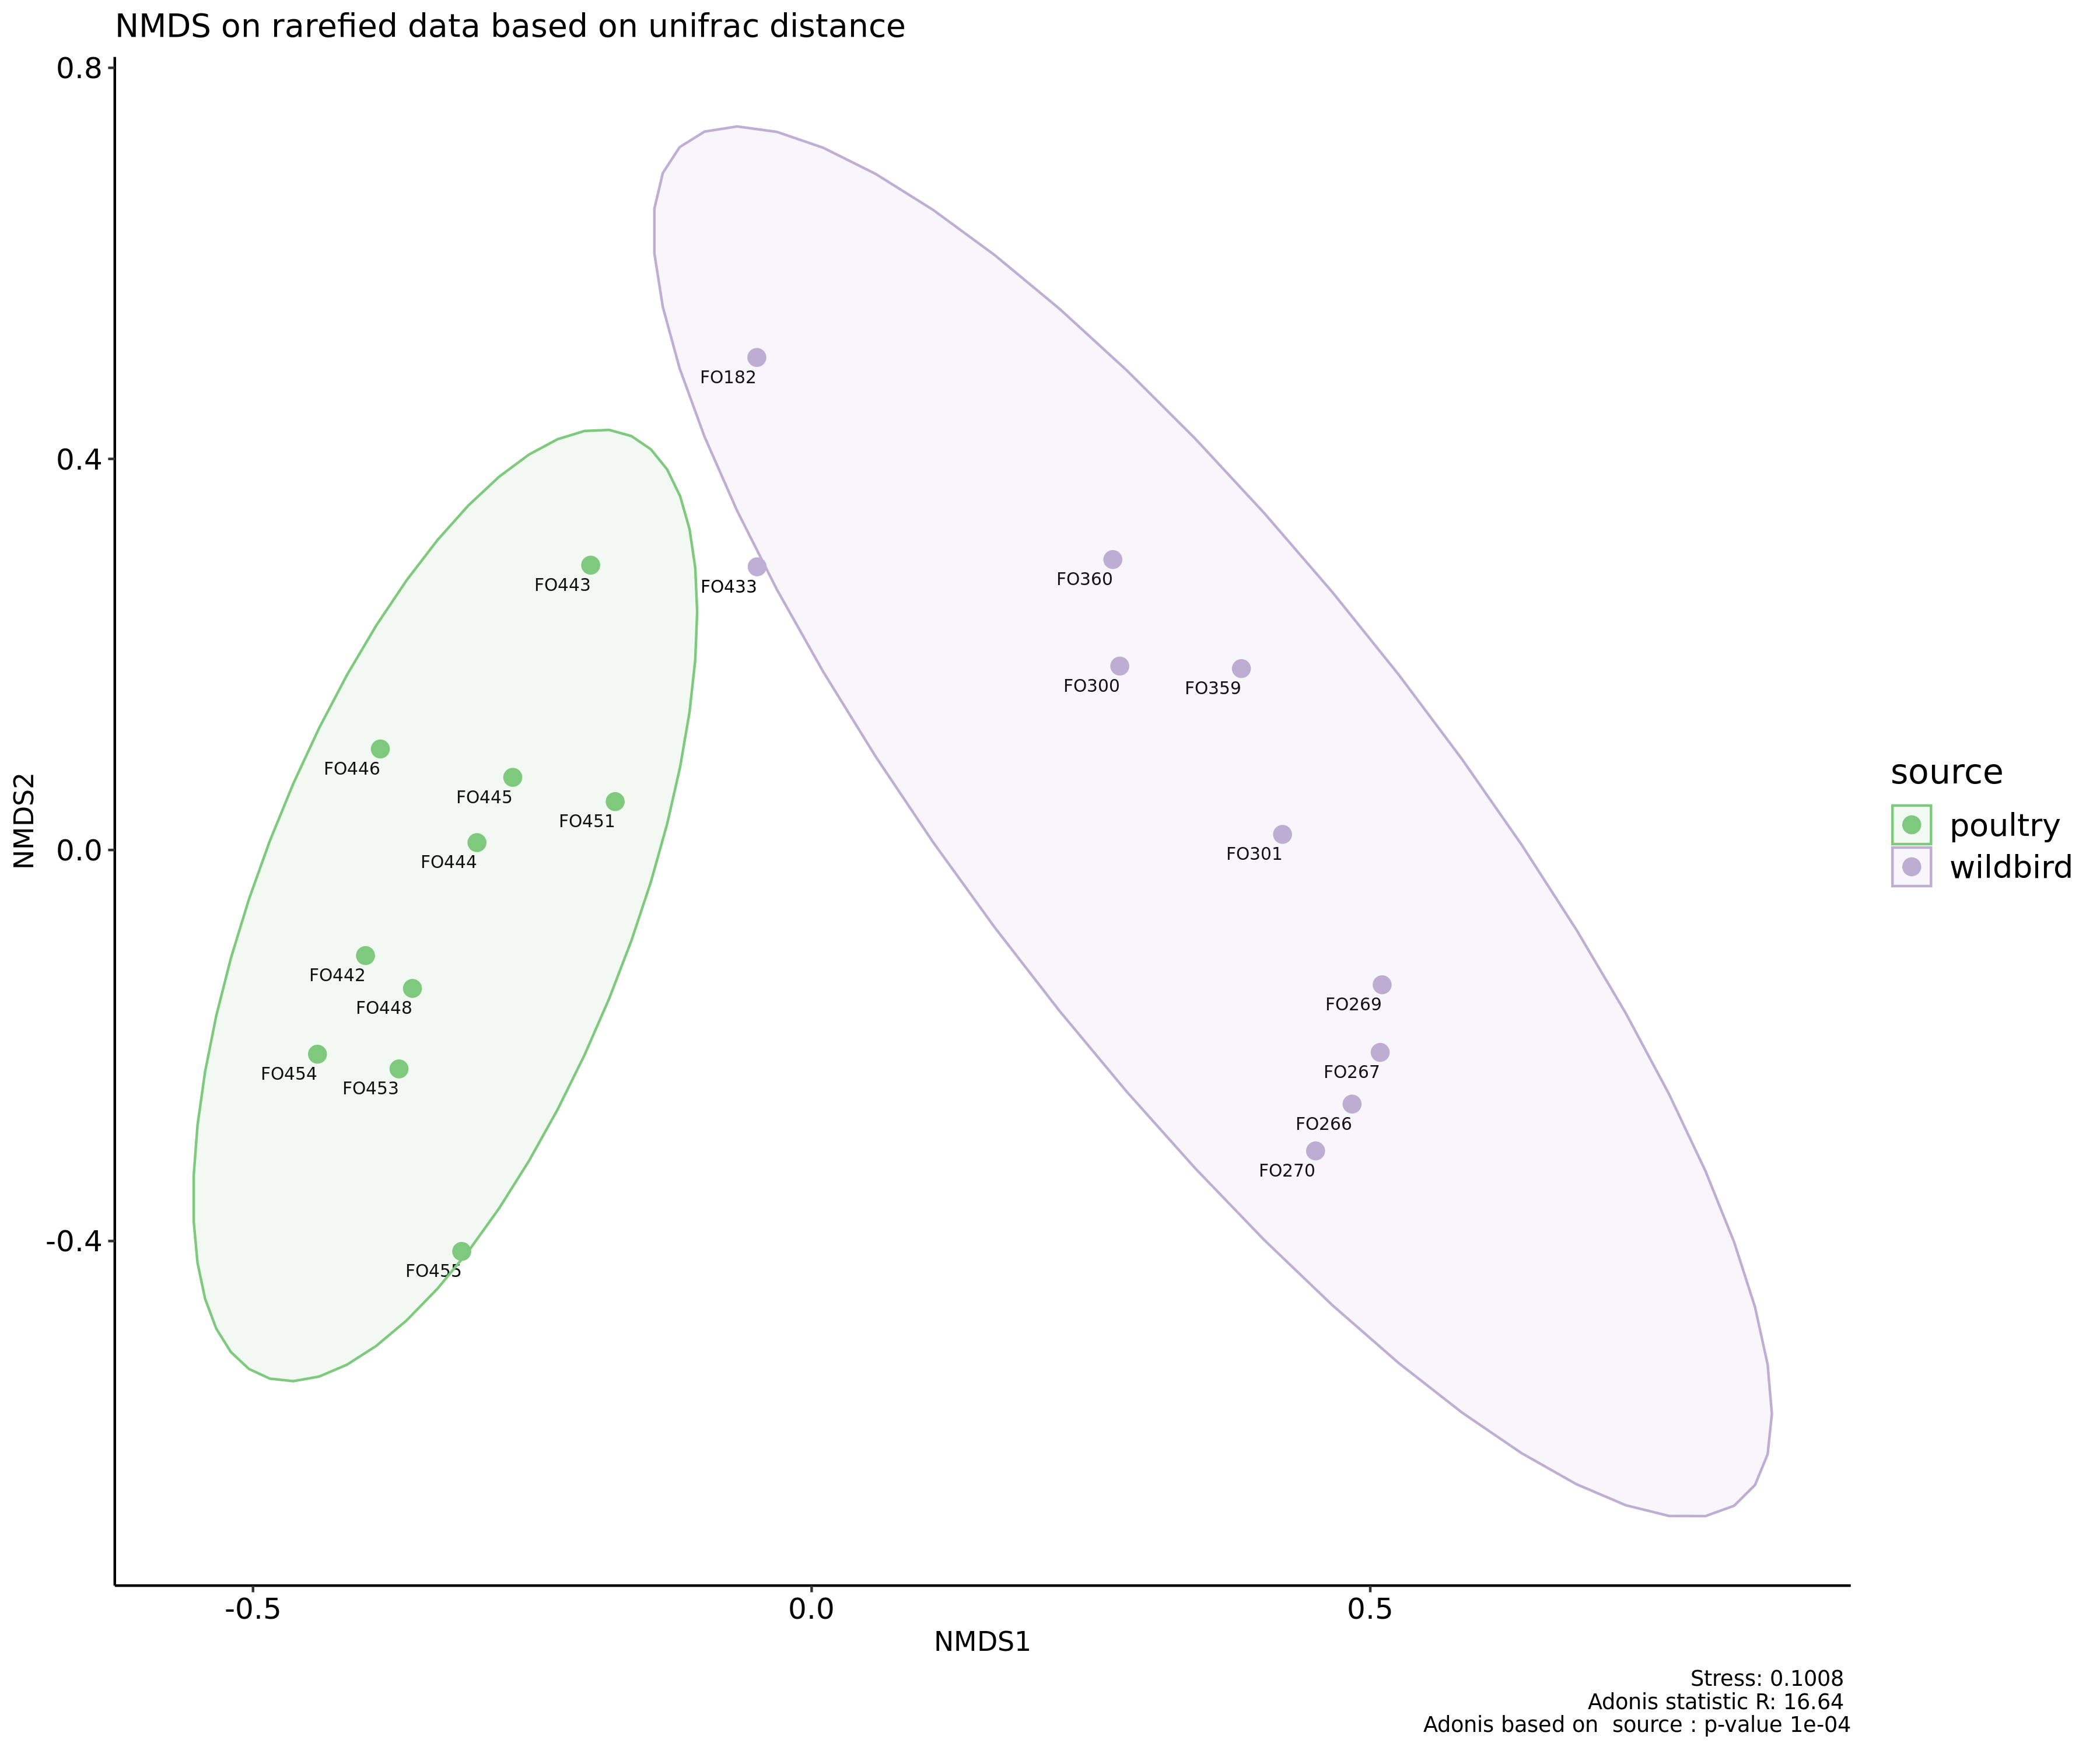 NMDS on rarefied data based on unifrac distance
0.8
0.4
0.0
-0.4
NMDS2
FO182
FO433
FO443
FO360
FO300
FO359
FO446
FO445
FO451
FO444
FO301
FO442
FO448
FO269
FO454
FO453
FO267
FO266
FO270
FO455
source
poultry
wildbird
-0.5
0.0
0.5
NMDS1
Stress: 0.1008
Adonis statistic R: 16.64
Adonis based on  source : p-value 1e-04